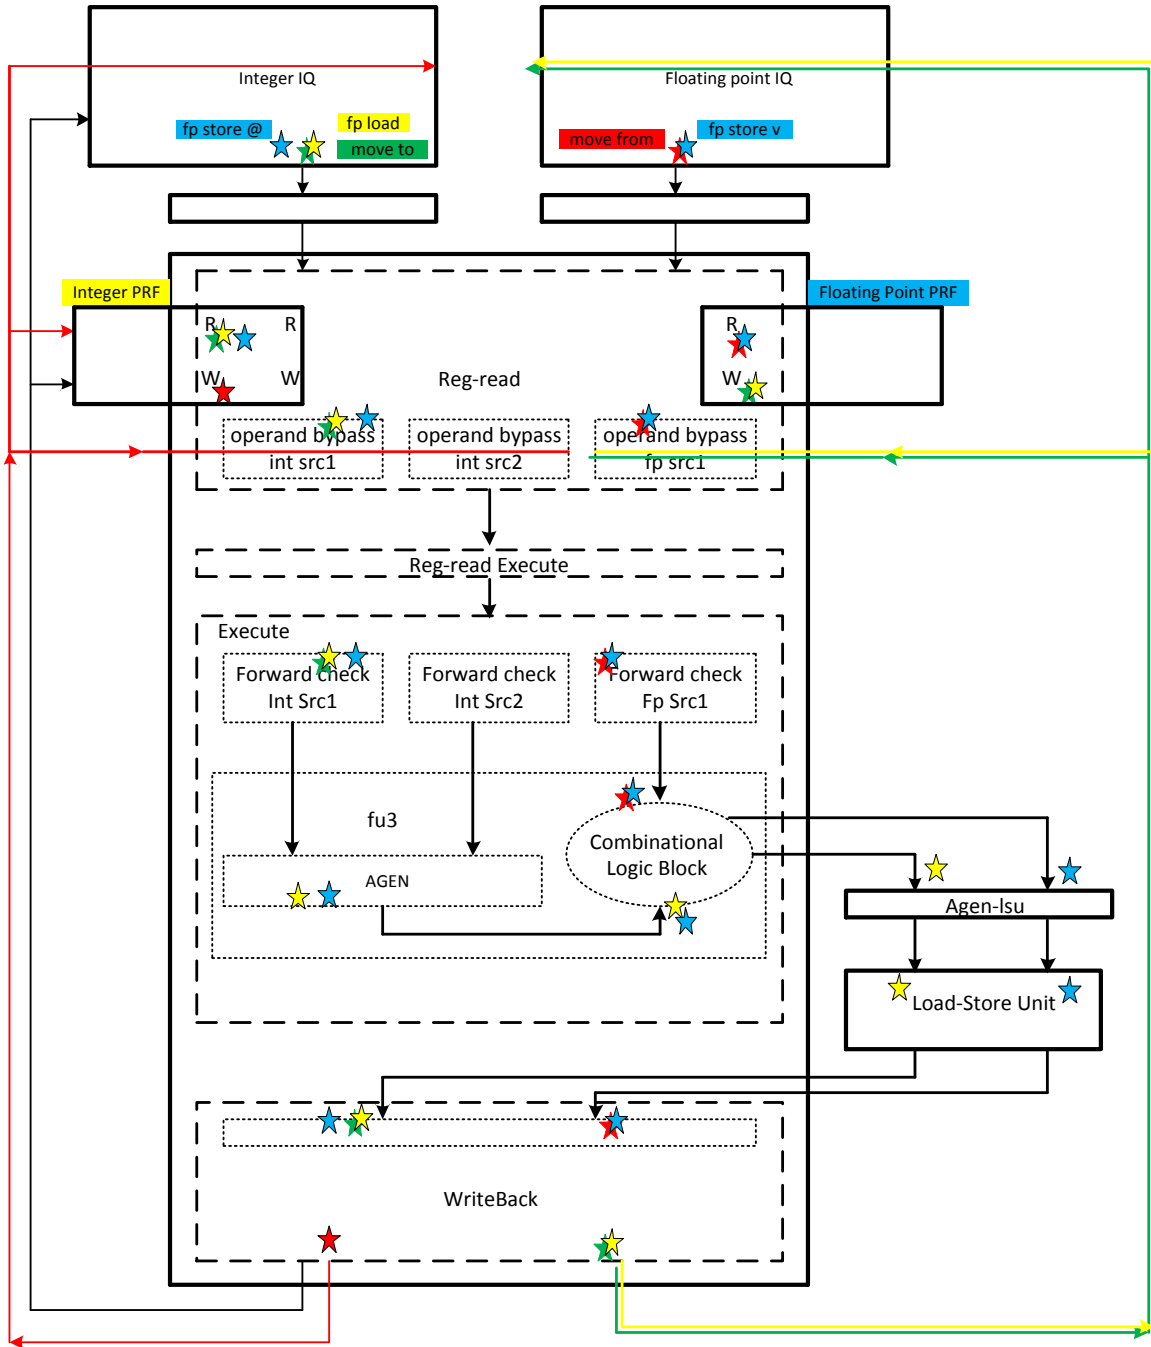 Integer IQ
Floating point IQ
fp store @
fp load
move to
move from
fp store v
Integer PRF
Floating Point PRF
R
R
W
W
R
W
Reg-read
operand bypass
int src1
operand bypass
int src2
operand bypass
fp src1
Reg-read Execute
Execute
Forward check
Int Src1
Forward check
Int Src2
Forward check
Fp Src1
fu3
Combinational
Logic Block
AGEN
Agen-lsu
Load-Store Unit
WriteBack